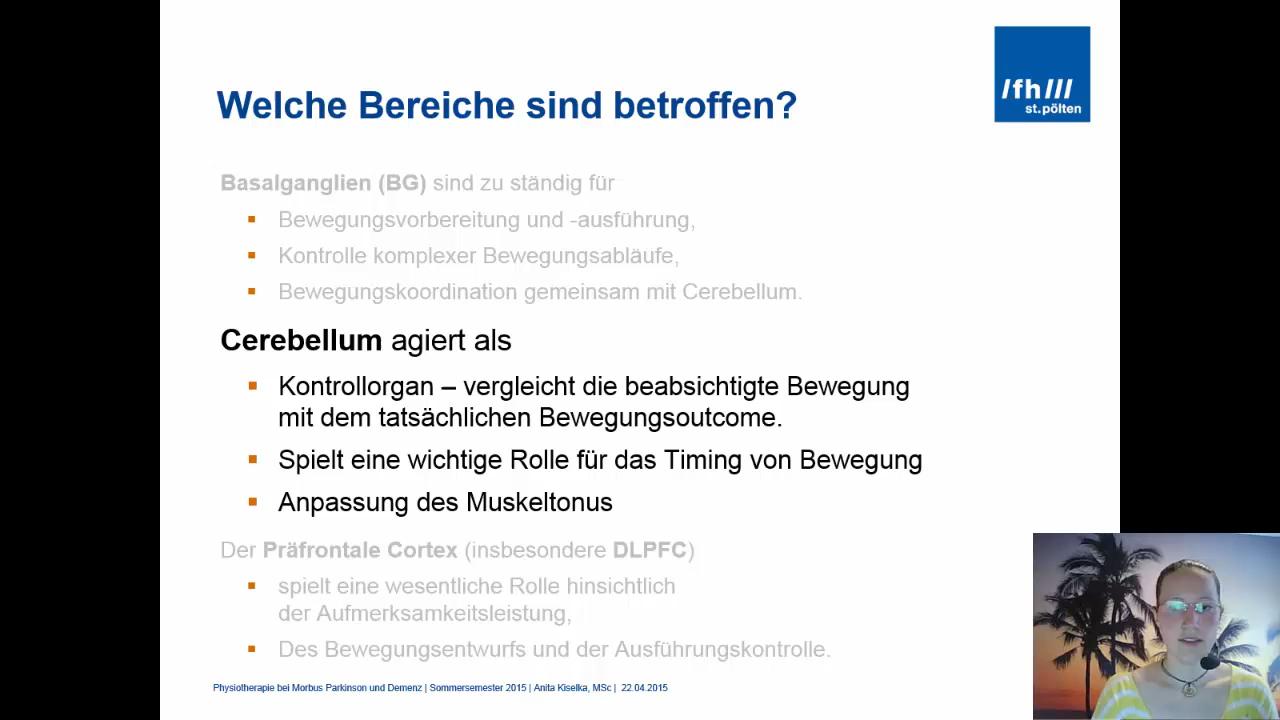 /fh///
st.pölten
Welche Bereiche sind betroffen?
Basalganglien (BG) sind zu ständig für
Bewegungsvorbereitung und -ausführung,
Kontrolle komplexer Bewegungsabläufe,
Bewegungskoordination gemeinsam mit Cerebellum.
Cerebellum agiert als
Kontrollorgan – vergleicht die beabsichtigte Bewegung
mit dem tatsächlichen Bewegungsoutcome.
Spielt eine wichtige Rolle für das Timing von Bewegung
Anpassung des Muskeltonus
Der Präfrontale Cortex (insbesondere DLPFC)
spielt eine wesentliche Rolle hinsichtlich
der Aufmerksamkeitsleistung,
Des Bewegungsentwurfs und der Ausführungskontrolle.
Physiotherapie bei Morbus Parkinson und Demenz | Sommersemester 2015 | Anita Kiselka, MSc | 22.04.2015